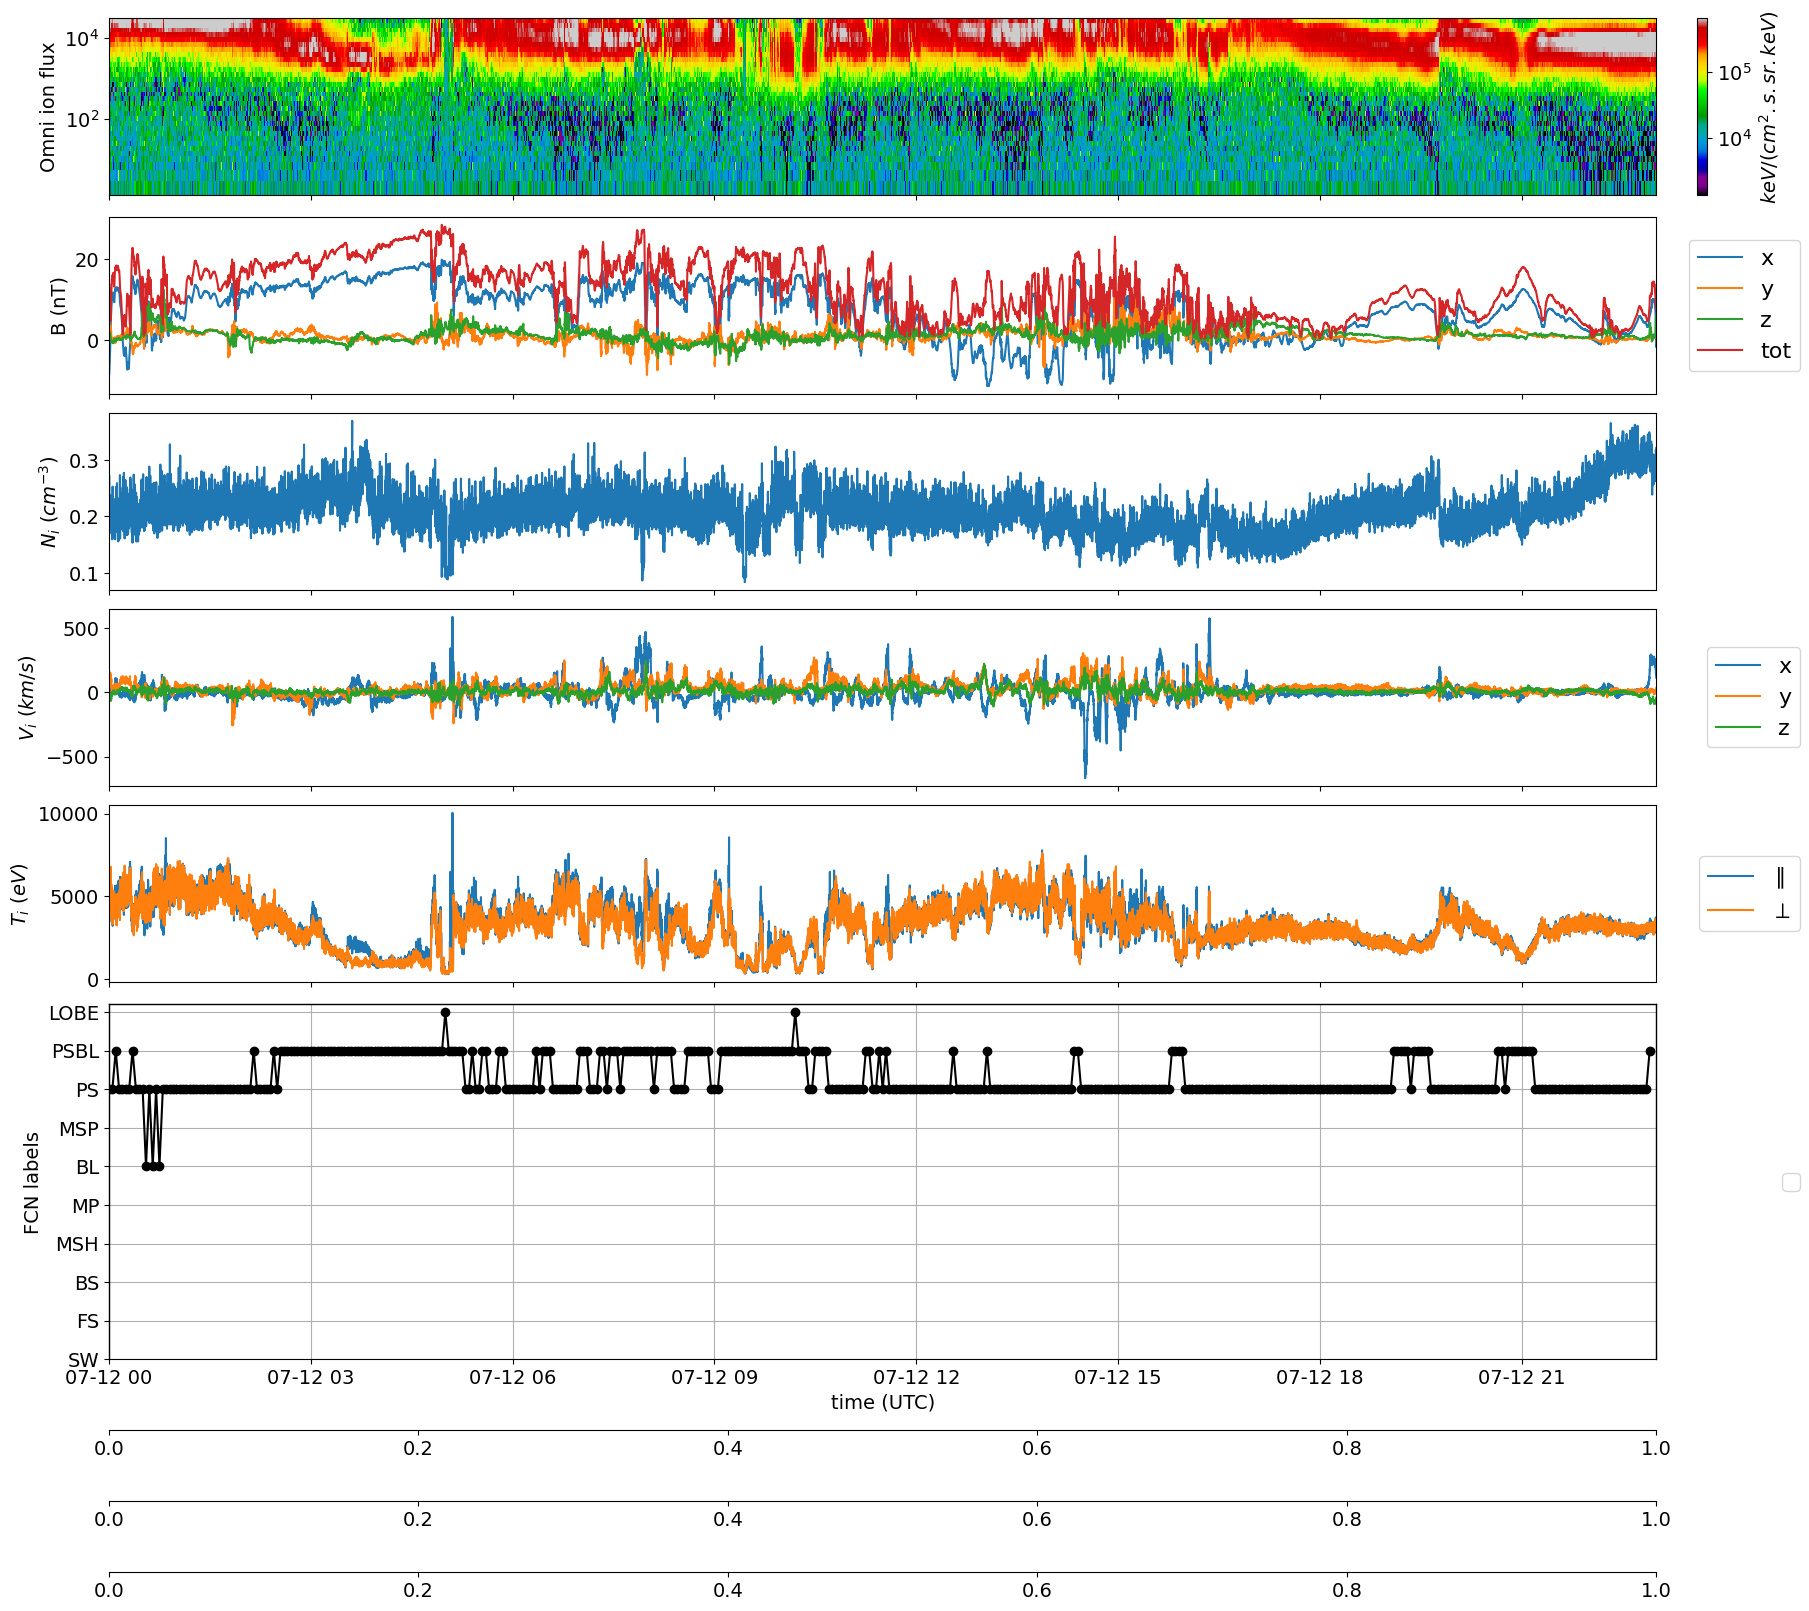 Omni ion flux
10^4
10^2
10^5
10^4
keV/(cm^2.s.sr.keV)
B (nT)
20
0
x
y
z
tot
N_i (cm^-3)
0.3
0.2
0.1
V_i (km/s)
500
0
−500
x
y
z
T_i (eV)
10000
5000
0
∥
⊥
FCN labels
LOBE
PSBL
PS
MSP
BL
MP
MSH
BS
FS
SW
07-12 00 07-12 03 07-12 06 07-12 09 07-12 12 07-12 15 07-12 18 07-12 21
time (UTC)
0.0 0.2 0.4 0.6 0.8 1.0
0.0 0.2 0.4 0.6 0.8 1.0
0.0 0.2 0.4 0.6 0.8 1.0